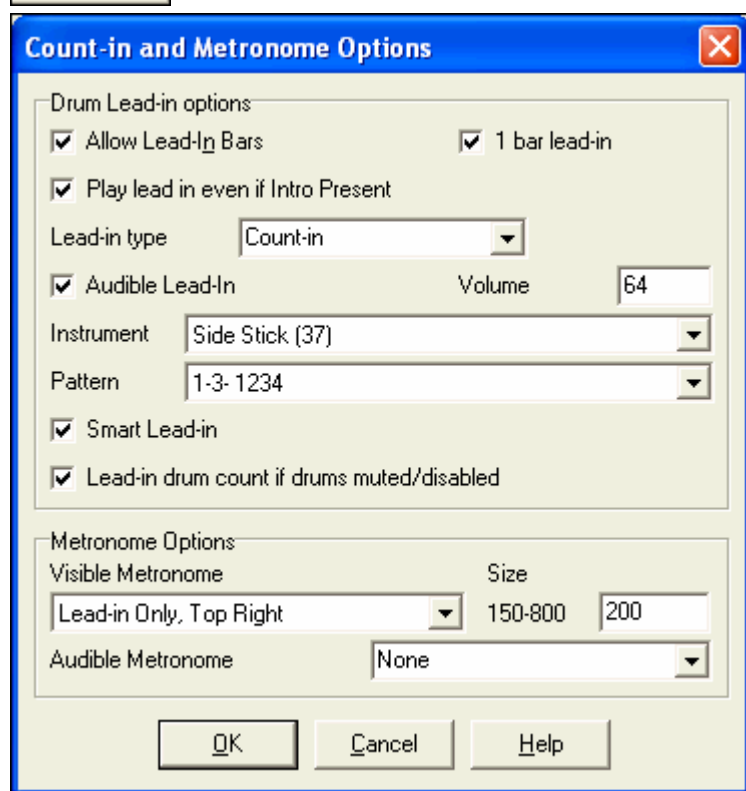 Count-in and Metronome Options
Drum Lead-in options
Allow Lead-In Bars 1 bar lead-in
Play lead in even if Intro Present
Lead-in type Count-in
Audible Lead-In Volume 64
Instrument Side Stick (37)
Pattern 1-3- 1234
Smart Lead-in
Lead-in drum count if drums muted/disabled
Metronome Options
Visible Metronome Size
Lead-in Only, Top Right 150-800 200
Audible Metronome None
OK Cancel Help